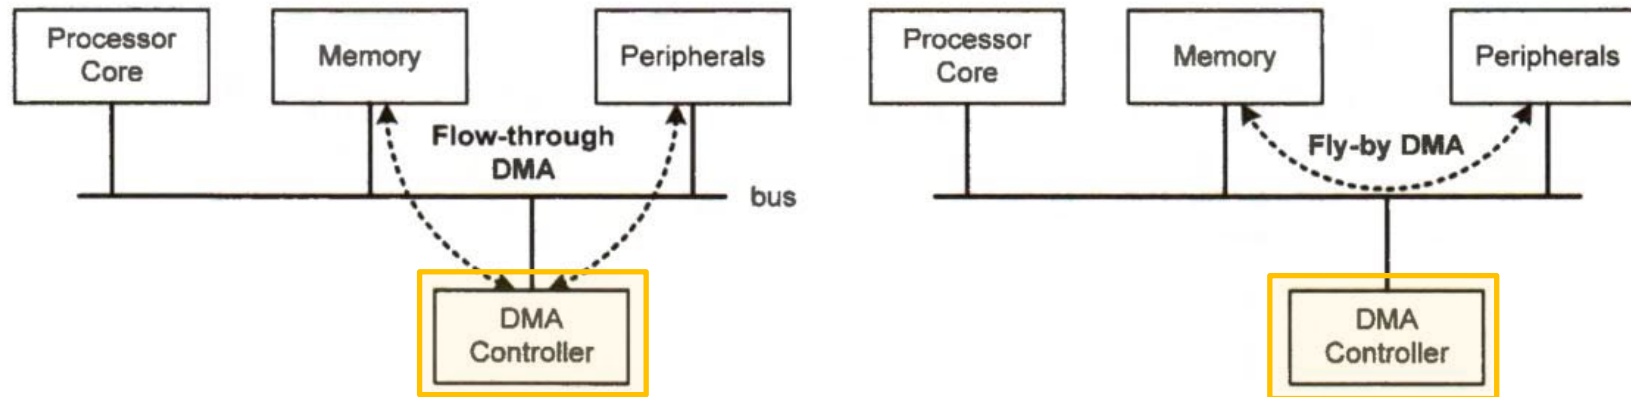 Processor
Core
Memory
Peripherals
Flow-through
DMA
bus
DMA
Controller
Processor
Core
Memory
Peripherals
Fly-by DMA
DMA
Controller